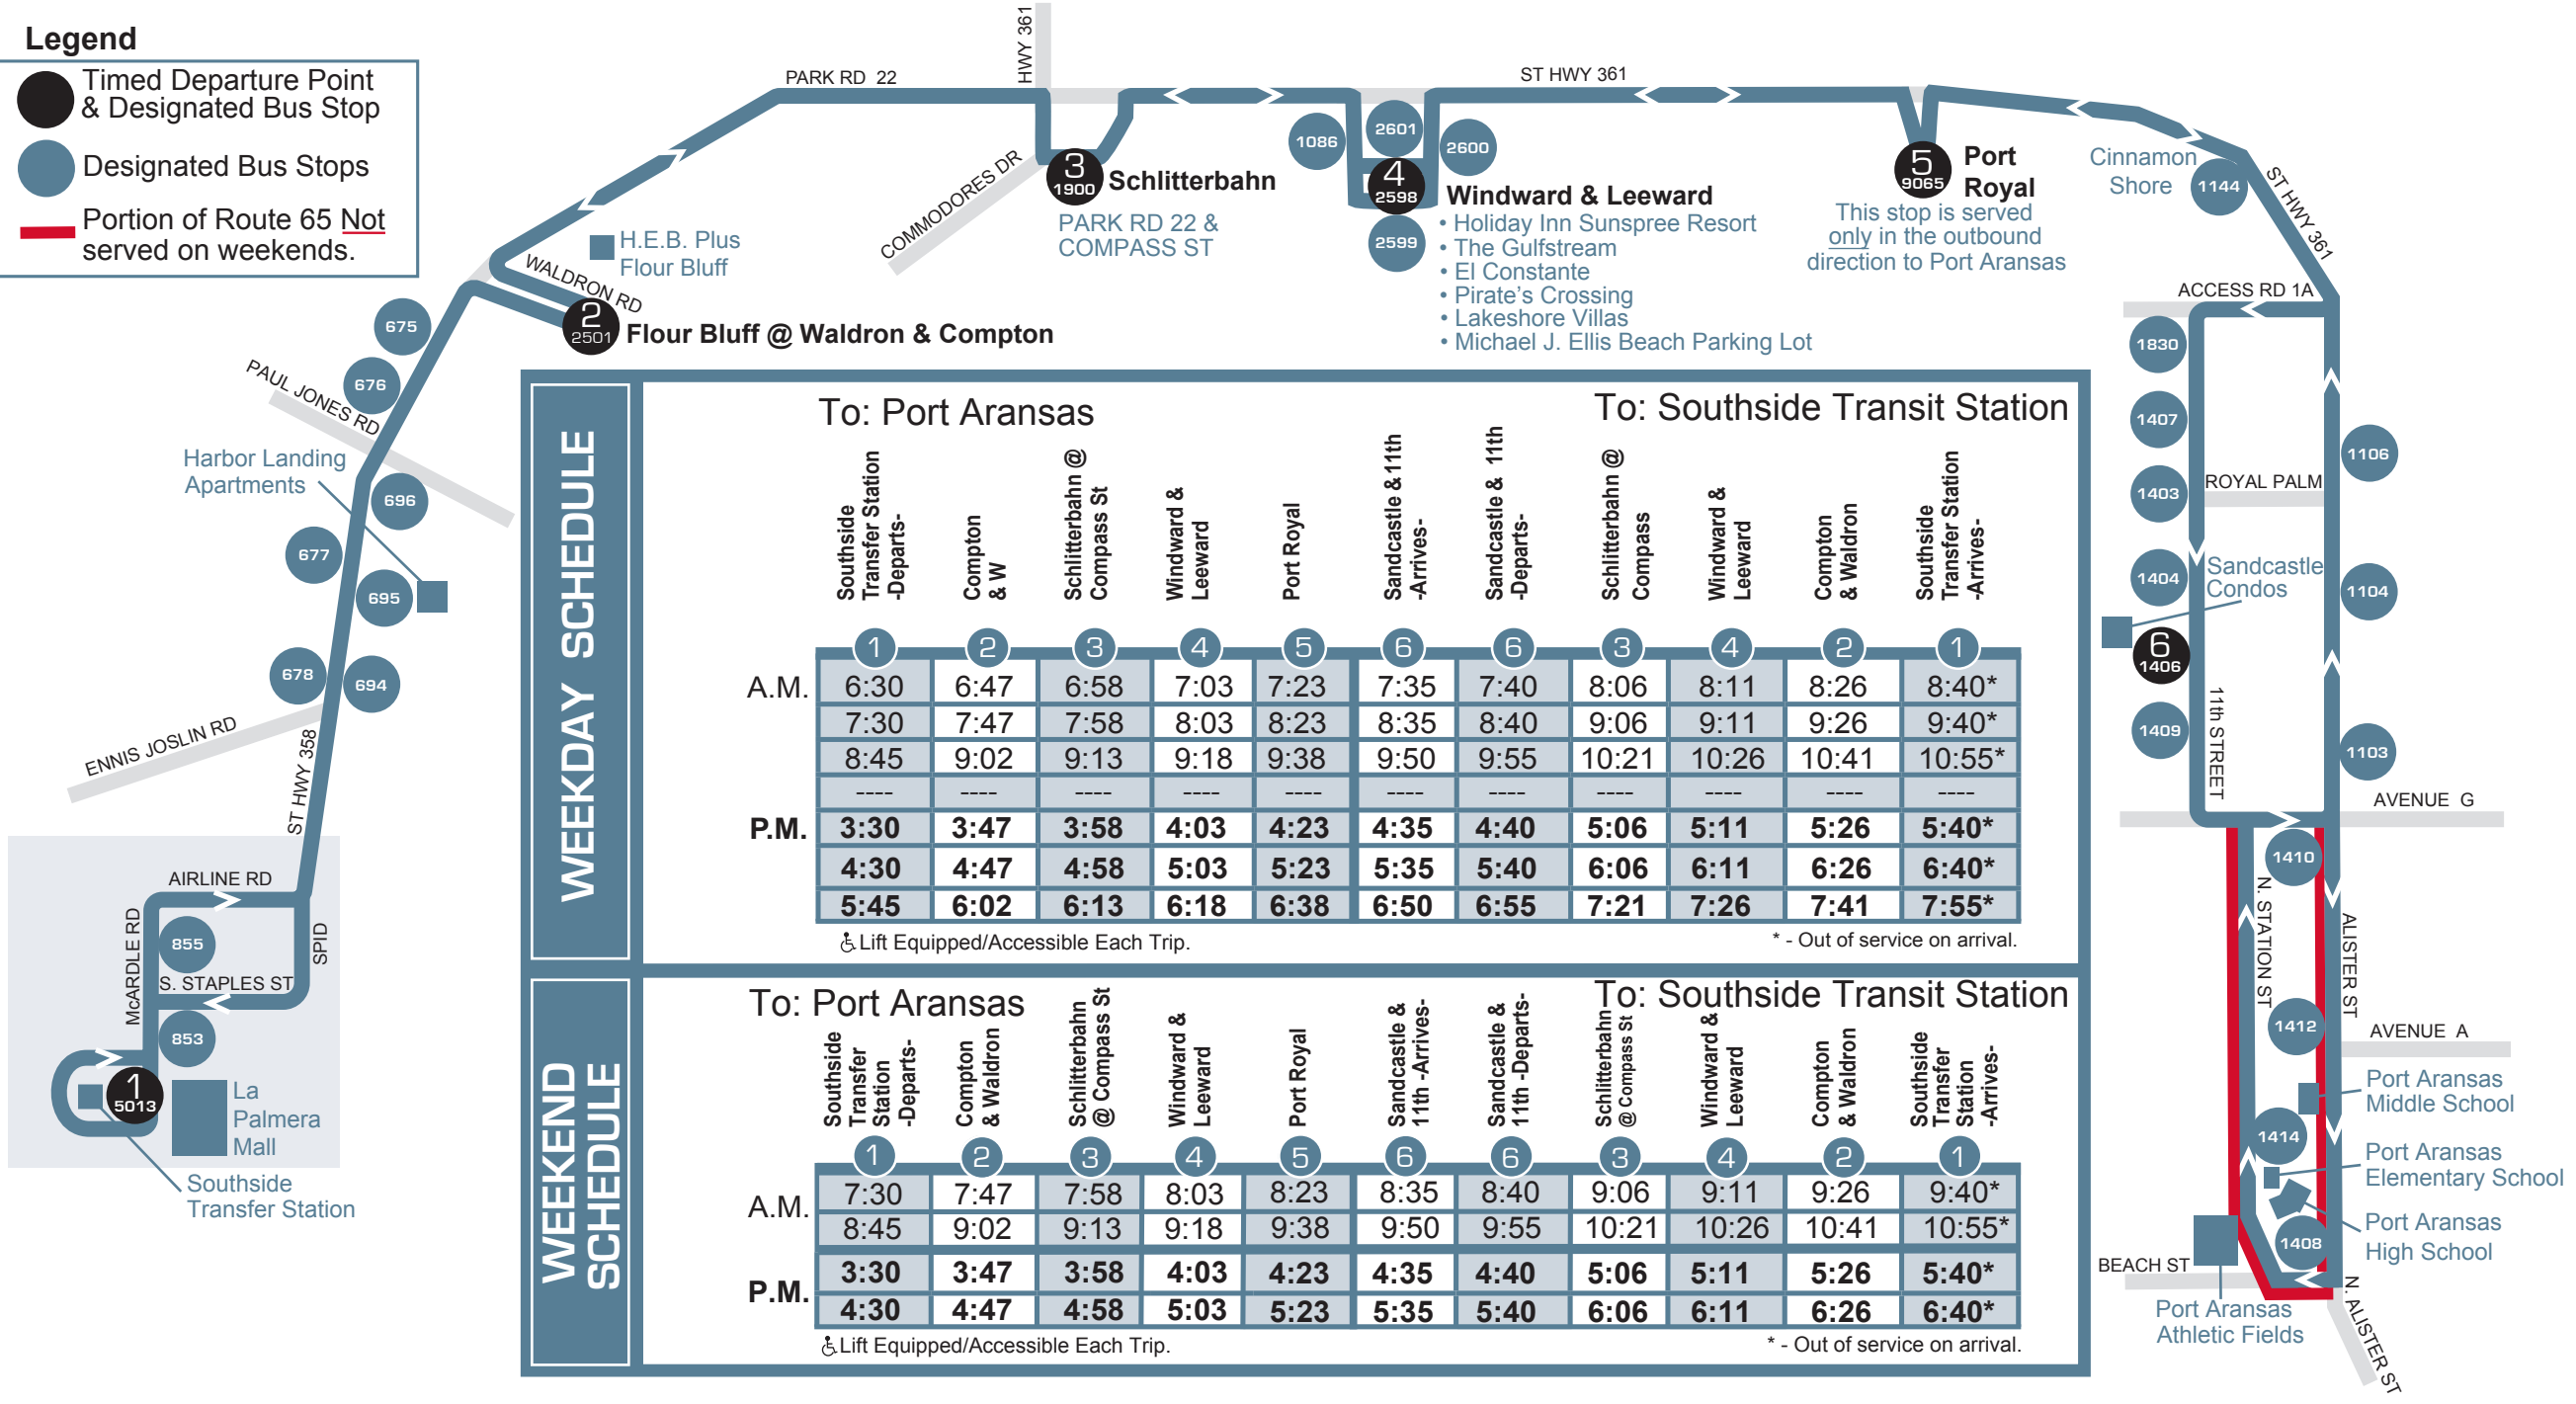 Legend
Timed Departure Point
& Designated Bus Stop
Designated Bus Stops
Portion of Route 65 Not
served on weekends.
PARK RD 22
HWY 361
ST HWY 361
COMMODORES DR
3
1900
Schlitterbahn
PARK RD 22 &
COMPASS ST
1086
2601
2600
4
2598
2599
Windward & Leeward
• Holiday Inn Sunspree Resort
• The Gulfstream
• El Constante
• Pirate's Crossing
• Lakeshore Villas
• Michael J. Ellis Beach Parking Lot
5
9065
Port
Royal
This stop is served
only in the outbound
direction to Port Aransas
Cinnamon
Shore
1144
ST HWY 361
H.E.B. Plus
Flour Bluff
WALDRON RD
2
2501
Flour Bluff @ Waldron & Compton
675
676
PAUL JONES RD
Harbor Landing
Apartments
696
677
695
678
694
ENNIS JOSLIN RD
ST HWY 358
AIRLINE RD
McARDLE RD
855
SPID
S. STAPLES ST
853
1
5013
La
Palmera
Mall
Southside
Transfer Station
ACCESS RD 1A
1830
1407
1106
1403
ROYAL PALM
1404
Sandcastle
Condos
1104
6
1406
1409
11th STREET
1103
AVENUE G
1410
N. STATION ST
ALISTER ST
1412
AVENUE A
Port Aransas
Middle School
1414
Port Aransas
Elementary School
Port Aransas
High School
1408
BEACH ST
Port Aransas
Athletic Fields
N. ALISTER ST
WEEKDAY SCHEDULE
To: Port Aransas
To: Southside Transit Station
Southside
Transfer Station
-Departs-
Compton
& W
Schlitterbahn @
Compass St
Windward &
Leeward
Port Royal
Sandcastle & 11th
-Arrives-
Sandcastle & 11th
-Departs-
Schlitterbahn @
Compass
Windward &
Leeward
Compton
& Waldron
Southside
Transfer Station
-Arrives-
1 2 3 4 5 6 6 3 4 2 1
A.M. 6:30 6:47 6:58 7:03 7:23 7:35 7:40 8:06 8:11 8:26 8:40*
7:30 7:47 7:58 8:03 8:23 8:35 8:40 9:06 9:11 9:26 9:40*
8:45 9:02 9:13 9:18 9:38 9:50 9:55 10:21 10:26 10:41 10:55*
---- ---- ---- ---- ---- ---- ---- ---- ---- ---- ----
P.M. 3:30 3:47 3:58 4:03 4:23 4:35 4:40 5:06 5:11 5:26 5:40*
4:30 4:47 4:58 5:03 5:23 5:35 5:40 6:06 6:11 6:26 6:40*
5:45 6:02 6:13 6:18 6:38 6:50 6:55 7:21 7:26 7:41 7:55*
Lift Equipped/Accessible Each Trip.
* - Out of service on arrival.
WEEKEND
SCHEDULE
To: Port Aransas
To: Southside Transit Station
Southside
Transfer
Station
-Departs-
Compton
& Waldron
Schlitterbahn
@ Compass St
Windward &
Leeward
Port Royal
Sandcastle &
11th -Arrives-
Sandcastle &
11th -Departs-
Schlitterbahn
@ Compass St
Windward &
Leeward
Compton
& Waldron
Southside
Transfer
Station
-Arrives-
1 2 3 4 5 6 6 3 4 2 1
A.M.
7:30 7:47 7:58 8:03 8:23 8:35 8:40 9:06 9:11 9:26 9:40*
8:45 9:02 9:13 9:18 9:38 9:50 9:55 10:21 10:26 10:41 10:55*
P.M.
3:30 3:47 3:58 4:03 4:23 4:35 4:40 5:06 5:11 5:26 5:40*
4:30 4:47 4:58 5:03 5:23 5:35 5:40 6:06 6:11 6:26 6:40*
Lift Equipped/Accessible Each Trip.
* - Out of service on arrival.